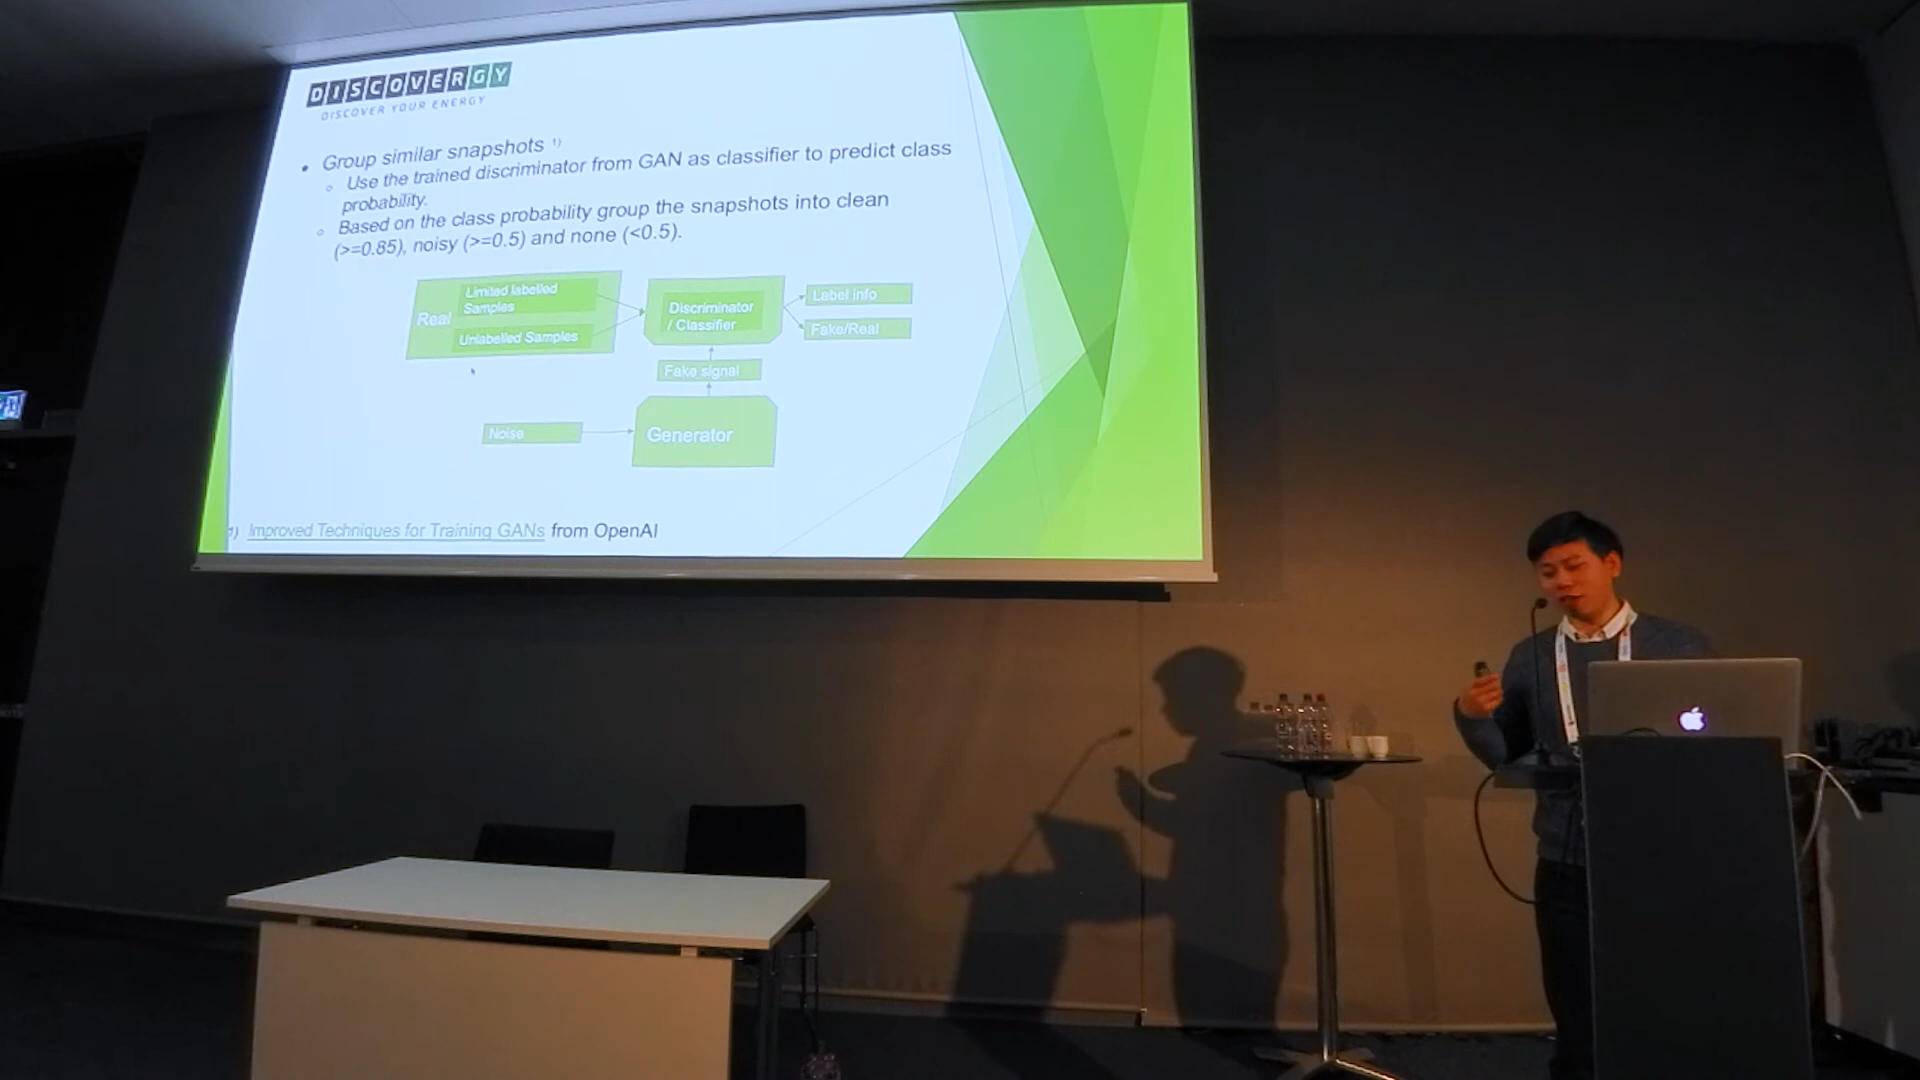 DISCOVERGY
DISCOVER YOUR ENERGY
• Group similar snapshots 1)
○ Use the trained discriminator from GAN as classifier to predict class
probability.
○ Based on the class probability group the snapshots into clean
(>=0.85), noisy (>=0.5) and none (<0.5).
Real
Limited labelled
Samples
Unlabelled Samples
Discriminator
/ Classifier
Label info
Fake/Real
Fake signal
Noise
Generator
1) Improved Techniques for Training GANs from OpenAI